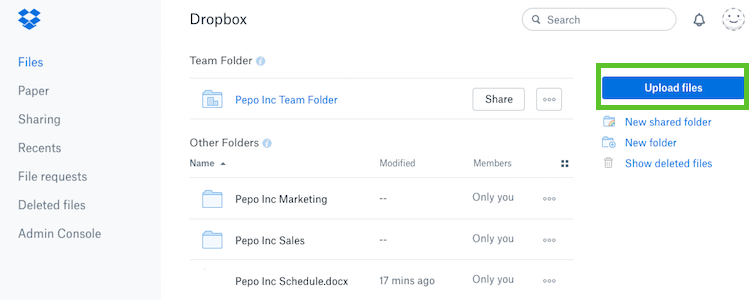 Dropbox
Search
Files
Paper
Sharing
Recents
File requests
Deleted files
Admin Console
Team Folder
Pepo Inc Team Folder
Share
Other Folders
Name Modified Members
Pepo Inc Marketing -- Only you
Pepo Inc Sales -- Only you
Pepo Inc Schedule.docx 17 mins ago Only you
Upload files
New shared folder
New folder
Show deleted files